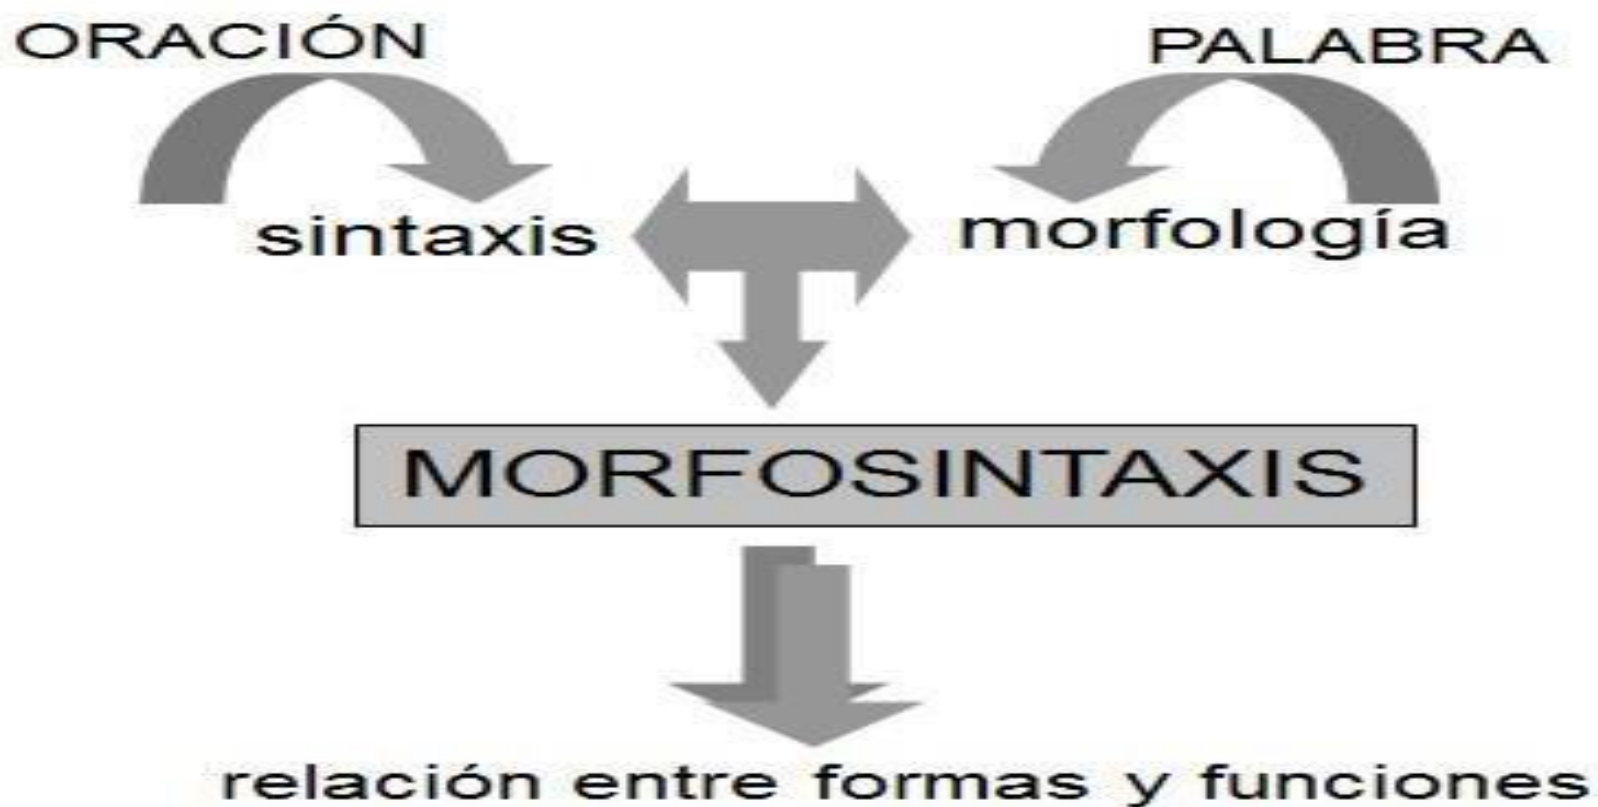 ORACIÓN
PALABRA
sintaxis
morfología
MORFOSINTAXIS
relación entre formas y funciones